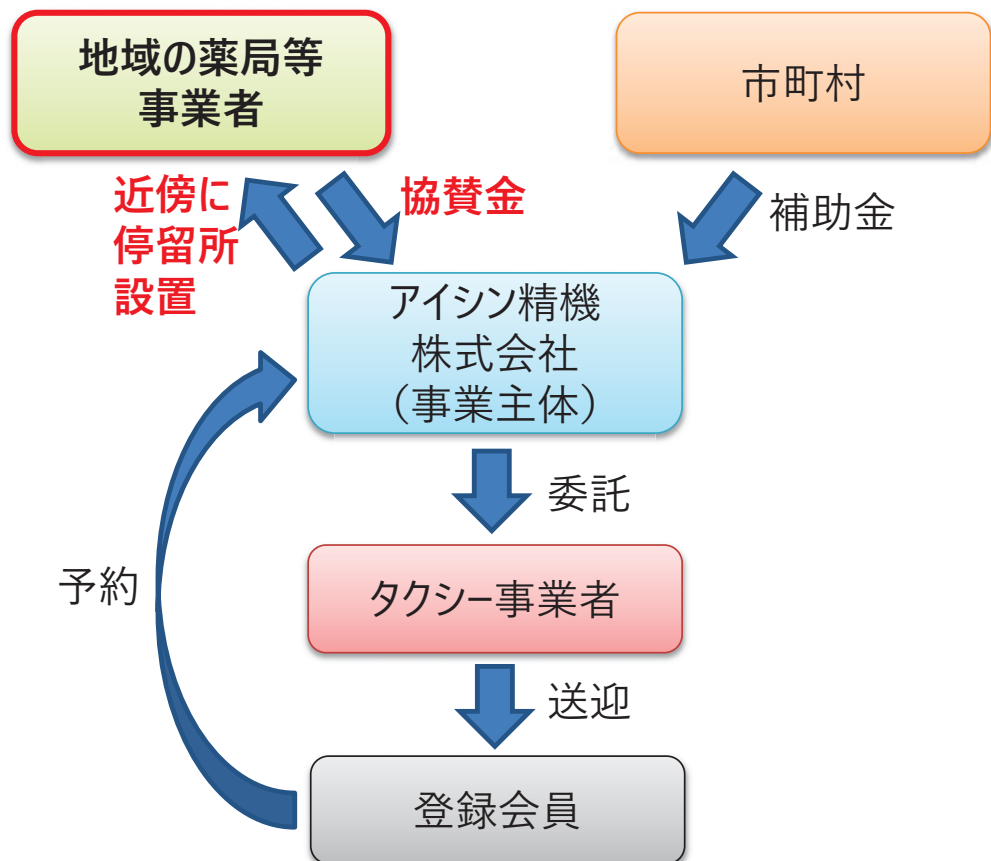 地域の薬局等
事業者
市町村
近傍に
停留所
設置
協賛金
補助金
アイシン精機
株式会社
（事業主体）
委託
予約
タクシー事業者
送迎
登録会員